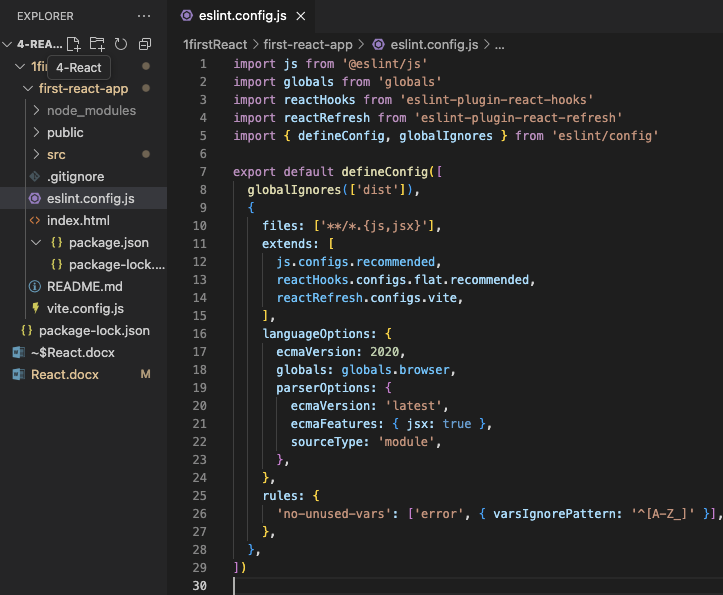 EXPLORER
···
eslint.config.js
4-REA...
4-React
1fi
first-react-app
node_modules
public
src
.gitignore
eslint.config.js
index.html
package.json
package-lock....
README.md
vite.config.js
package-lock.json
~$React.docx
React.docx M
1firstReact > first-react-app > eslint.config.js > ...
1 import js from '@eslint/js'
2 import globals from 'globals'
3 import reactHooks from 'eslint-plugin-react-hooks'
4 import reactRefresh from 'eslint-plugin-react-refresh'
5 import { defineConfig, globalIgnores } from 'eslint/config'
6
7 export default defineConfig([
8   globalIgnores(['dist']),
9   {
10     files: ['**/*.{js,jsx}'],
11     extends: [
12       js.configs.recommended,
13       reactHooks.configs.flat.recommended,
14       reactRefresh.configs.vite,
15     ],
16     languageOptions: {
17       ecmaVersion: 2020,
18       globals: globals.browser,
19       parserOptions: {
20         ecmaVersion: 'latest',
21         ecmaFeatures: { jsx: true },
22         sourceType: 'module',
23       },
24     },
25     rules: {
26       'no-unused-vars': ['error', { varsIgnorePattern: '^[A-Z_]' }],
27     },
28   },
29 ])
30